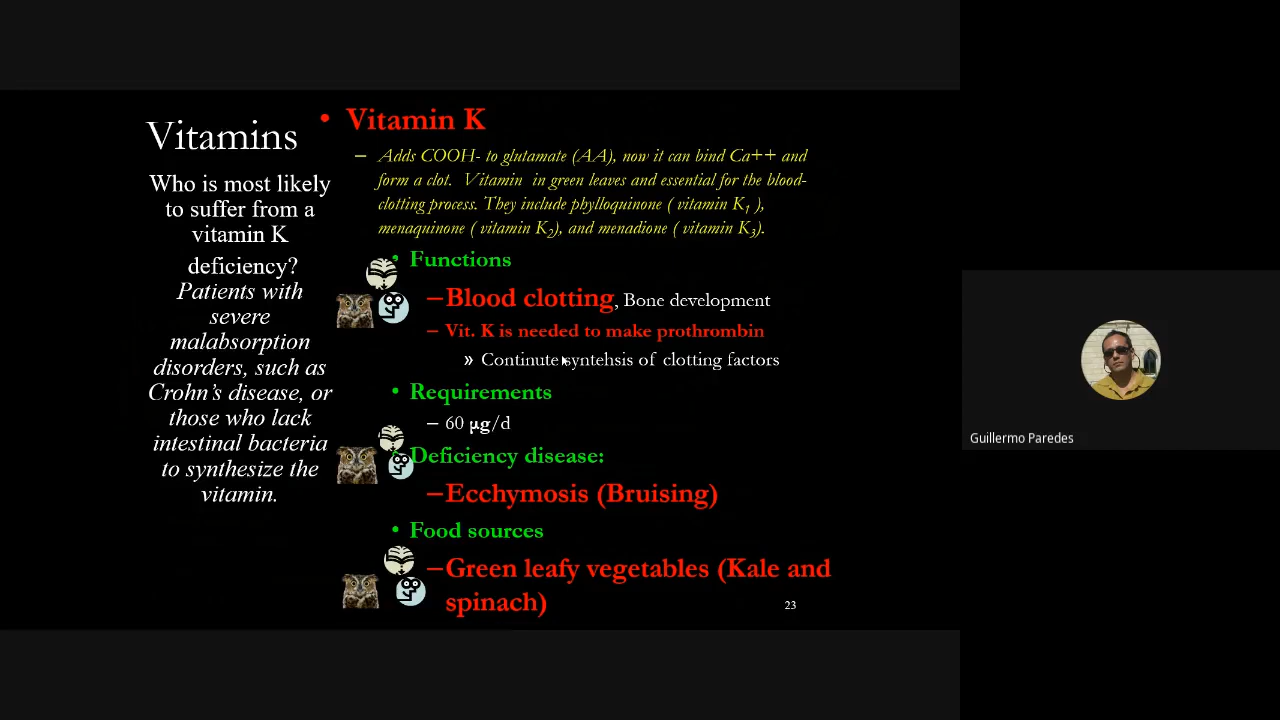 Vitamins
Who is most likely
to suffer from a
vitamin K
deficiency?
Patients with
severe
malabsorption
disorders, such as
Crohn's disease, or
those who lack
intestinal bacteria
to synthesize the
vitamin.
• Vitamin K
– Adds COOH- to glutamate (AA), now it can bind Ca++ and
form a clot. Vitamin in green leaves and essential for the blood-
clotting process. They include phylloquinone ( vitamin K1 ),
menaquinone ( vitamin K2), and menadione ( vitamin K3).
• Functions
–Blood clotting, Bone development
– Vit. K is needed to make prothrombin
» Continute syntehsis of clotting factors
• Requirements
– 60 µg/d
Deficiency disease:
–Ecchymosis (Bruising)
• Food sources
–Green leafy vegetables (Kale and
spinach)
23
Guillermo Paredes